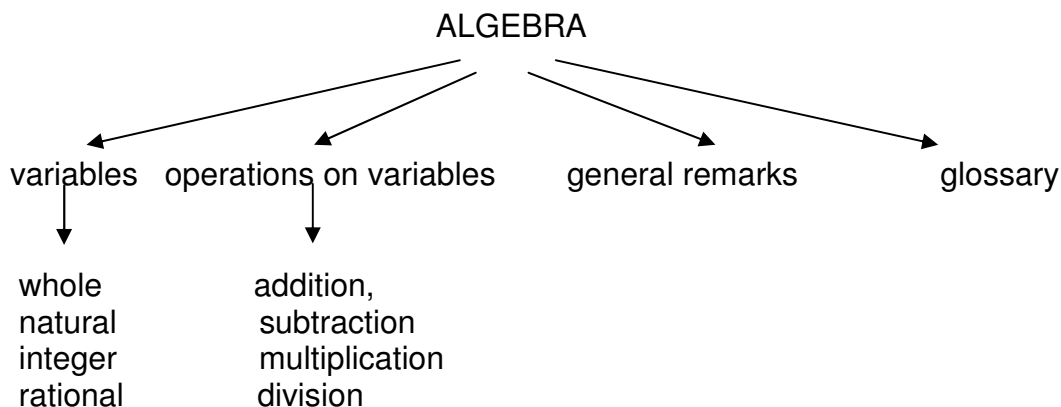 ALGEBRA
variables operations on variables general remarks glossary
whole addition,
natural subtraction
integer multiplication
rational division